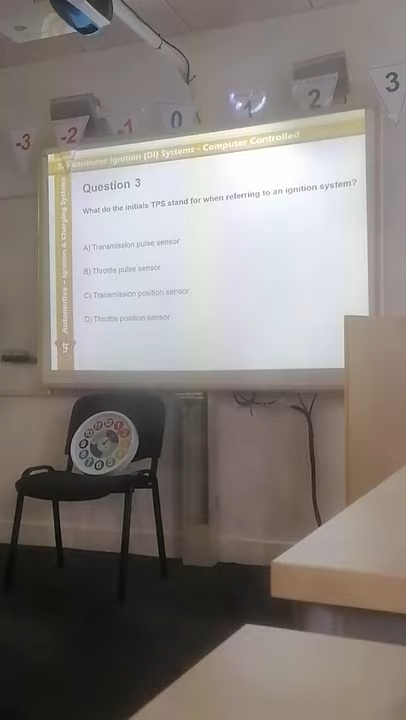 -3
-2
-1
0
1
2
3
Distributor Ignition (DI) Systems - Computer Controlled
Automotive – Ignition & Charging Systems
Question 3
What do the initials TPS stand for when referring to an ignition system?
A) Transmission pulse sensor
B) Throttle pulse sensor
C) Transmission position sensor
D) Throttle position sensor